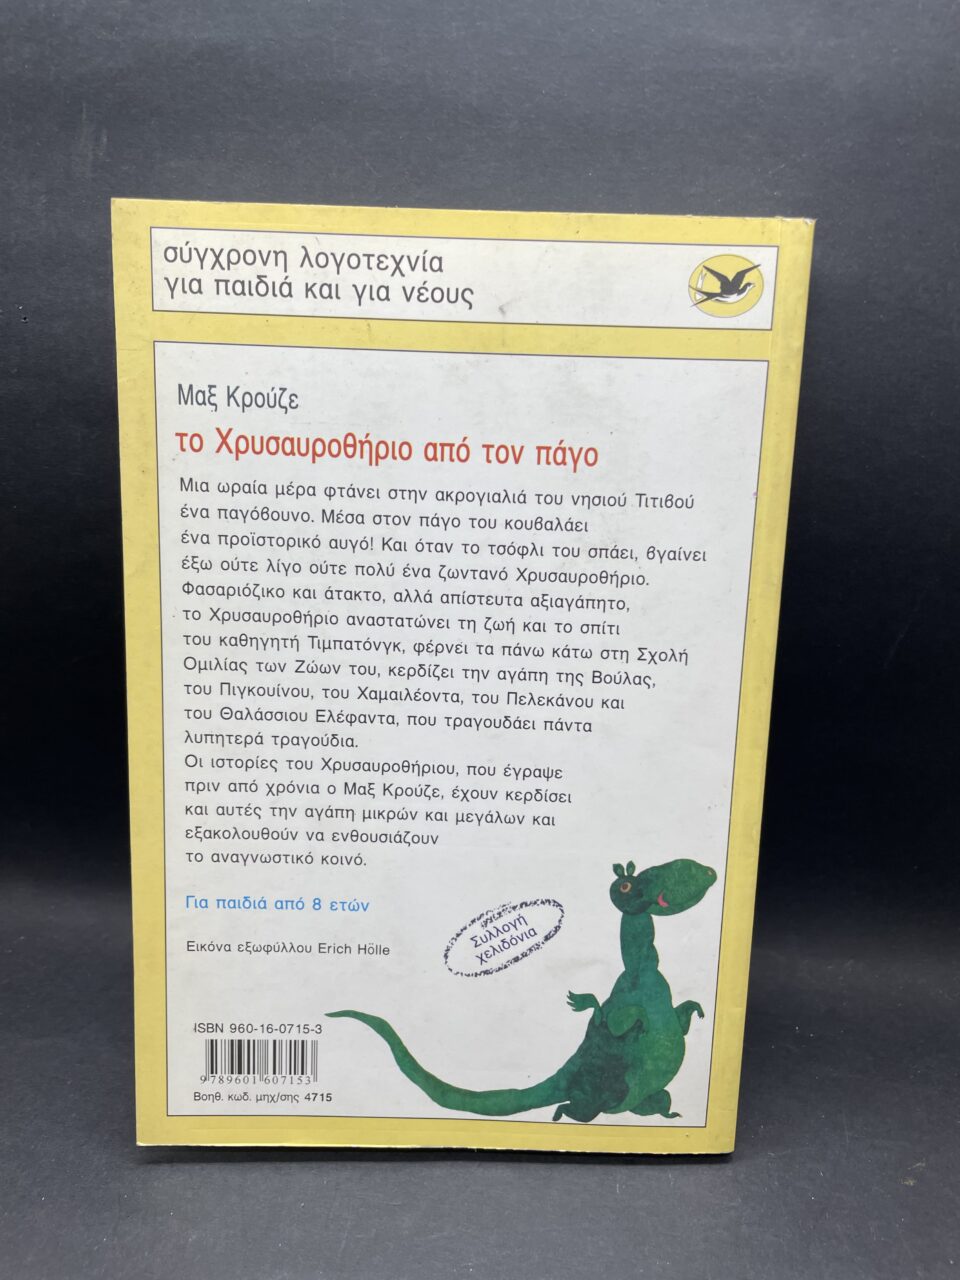 σύγχρονη λογοτεχνία
για παιδιά και για νέους
Μαξ Κρούζε
το Χρυσαυροθήριο από τον πάγο
Μια ωραία μέρα φτάνει στην ακρογιαλιά του νησιού Τιτιβού
ένα παγόβουνο. Μέσα στον πάγο του κουβαλάει
ένα προϊστορικό αυγό! Και όταν το τσόφλι του σπάει, βγαίνει
έξω ούτε λίγο ούτε πολύ ένα ζωντανό Χρυσαυροθήριο.
Φασαριόζικο και άτακτο, αλλά απίστευτα αξιαγάπητο,
το Χρυσαυροθήριο αναστατώνει τη ζωή και το σπίτι
του καθηγητή Τιμπατόνγκ, φέρνει τα πάνω κάτω στη Σχολή
Ομιλίας των Ζώων του, κερδίζει την αγάπη της Βούλας,
του Πιγκουίνου, του Χαμαιλέοντα, του Πελεκάνου και
του Θαλάσσιου Ελέφαντα, που τραγουδάει πάντα
λυπητερά τραγούδια.
Οι ιστορίες του Χρυσαυροθήριου, που έγραψε
πριν από χρόνια ο Μαξ Κρούζε, έχουν κερδίσει
και αυτές την αγάπη μικρών και μεγάλων και
εξακολουθούν να ενθουσιάζουν
το αναγνωστικό κοινό.
Για παιδιά από 8 ετών
Συλλογή
χελιδόνια
Εικόνα εξωφύλλου Erich Hölle
ISBN 960-16-0715-3
9 789601 607153
Βοηθ. κωδ. μηχ/σης 4715